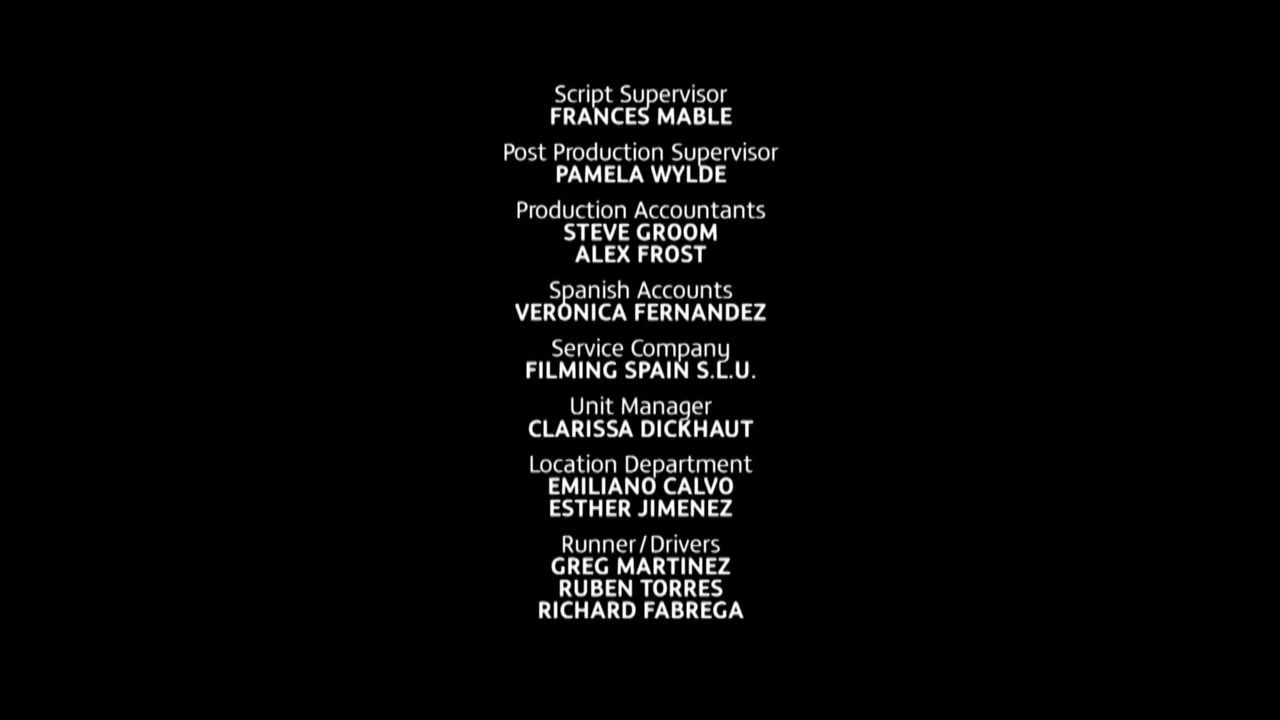 Script Supervisor
FRANCES MABLE
Post Production Supervisor
PAMELA WYLDE
Production Accountants
STEVE GROOM
ALEX FROST
Spanish Accounts
VERONICA FERNANDEZ
Service Company
FILMING SPAIN S.L.U.
Unit Manager
CLARISSA DICKHAUT
Location Department
EMILIANO CALVO
ESTHER JIMENEZ
Runner/Drivers
GREG MARTINEZ
RUBEN TORRES
RICHARD FABREGA